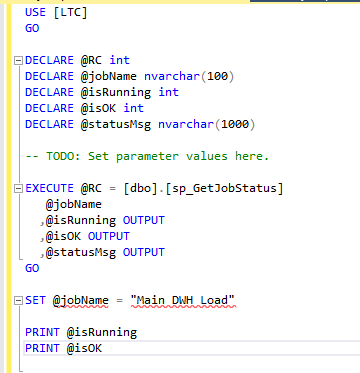 USE [LTC]
GO
DECLARE @RC int
DECLARE @jobName nvarchar(100)
DECLARE @isRunning int
DECLARE @isOK int
DECLARE @statusMsg nvarchar(1000)
-- TODO: Set parameter values here.
EXECUTE @RC = [dbo].[sp_GetJobStatus]
@jobName
,@isRunning OUTPUT
,@isOK OUTPUT
,@statusMsg OUTPUT
GO
SET @jobName = "Main DWH Load"
PRINT @isRunning
PRINT @isOK